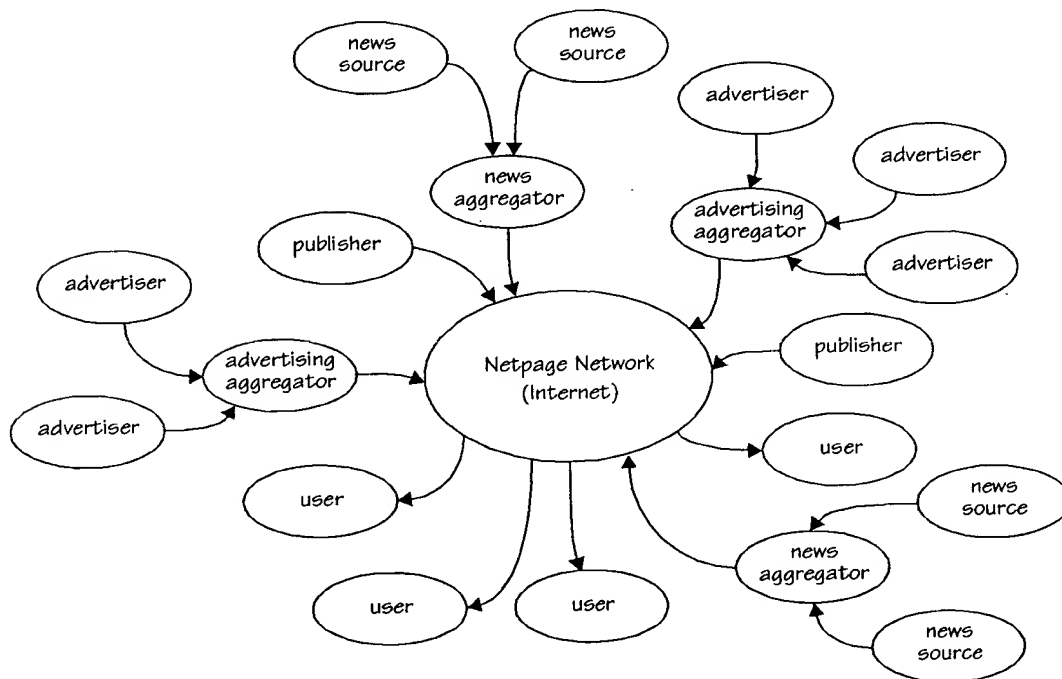 news
source
news
source
advertiser
advertiser
news
aggregator
advertising
aggregator
publisher
advertiser
advertiser
publisher
Netpage Network
(Internet)
advertising
aggregator
advertiser
user
user
news
source
news
aggregator
user
user
news
source